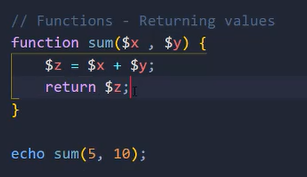 // Functions - Returning values
function sum($x , $y) {
    $z = $x + $y;
    return $z;
}
echo sum(5, 10);